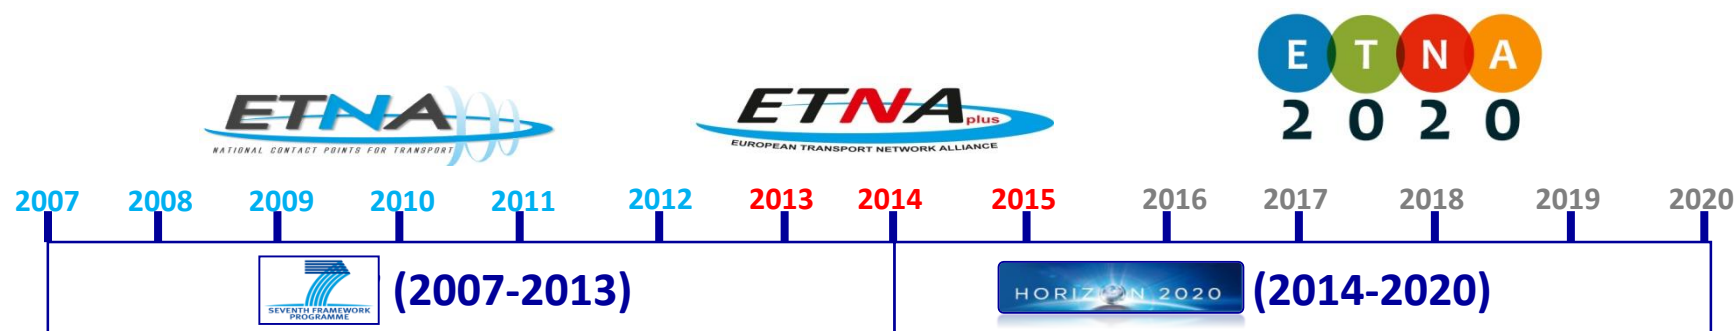 E T N A
2 0 2 0
ETNA
NATIONAL CONTACT POINTS FOR TRANSPORT
ETNA plus
EUROPEAN TRANSPORT NETWORK ALLIANCE
2007 2008 2009 2010 2011 2012 2013 2014 2015 2016 2017 2018 2019 2020
7
SEVENTH FRAMEWORK
PROGRAMME
(2007-2013)
HORIZON 2020
(2014-2020)